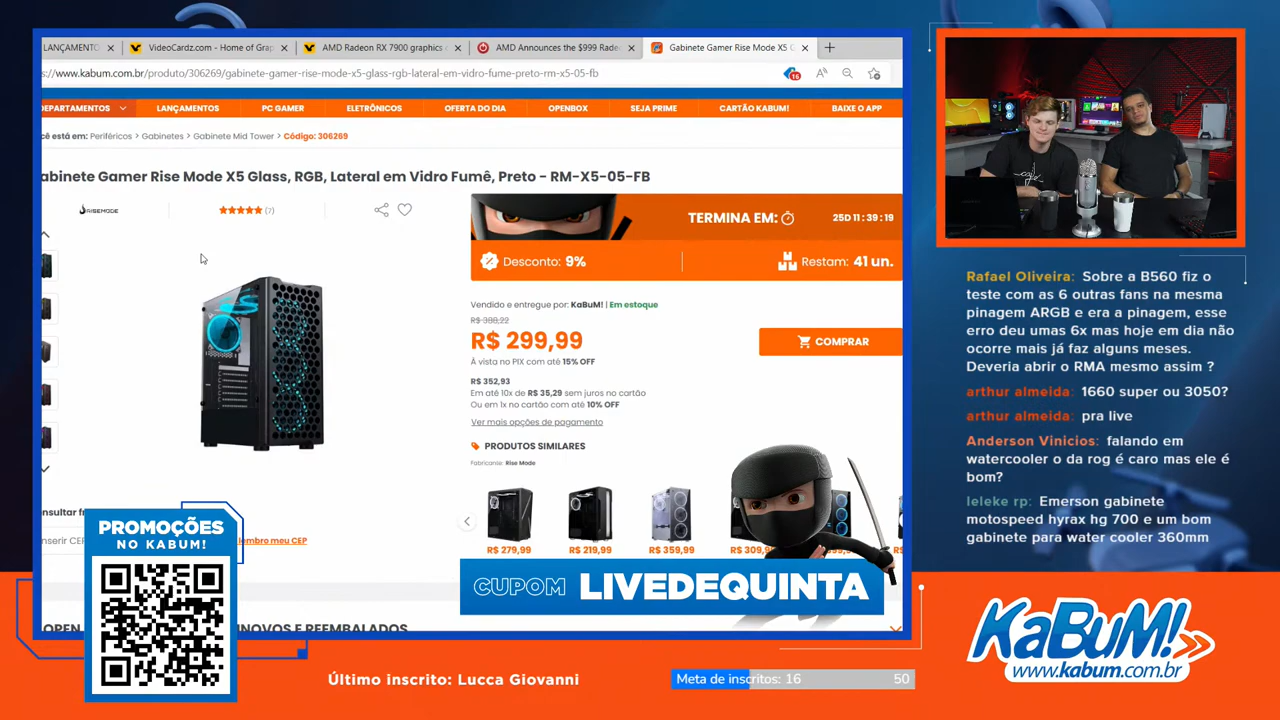 LANÇAMENTO
VideoCardz.com - Home of Grap
AMD Radeon RX 7900 graphics c
AMD Announces the $999 Rade
Gabinete Gamer Rise Mode X5 G
s://www.kabum.com.br/produto/306269/gabinete-gamer-rise-mode-x5-glass-rgb-lateral-em-vidro-fume-preto-rm-x5-05-fb
16
DEPARTAMENTOS
LANÇAMENTOS
PC GAMER
ELETRÔNICOS
OFERTA DO DIA
OPENBOX
SEJA PRIME
CARTÃO KABUM!
BAIXE O APP
cê está em: Periféricos > Gabinetes > Gabinete Mid Tower > Código: 306269
abinete Gamer Rise Mode X5 Glass, RGB, Lateral em Vidro Fumê, Preto - RM-X5-05-FB
RISEMODE
(7)
TERMINA EM:
25D 11 : 39 : 19
Desconto: 9%
Restam: 41 un.
Vendido e entregue por: KaBuM! | Em estoque
R$ 388,22
R$ 299,99
COMPRAR
À vista no PIX com até 15% OFF
R$ 352,93
Em até 10x de R$ 35,29 sem juros no cartão
Ou em 1x no cartão com até 10% OFF
Ver mais opções de pagamento
PRODUTOS SIMILARES
Fabricante: Rise Mode
R$ 279,99
R$ 219,99
R$ 359,99
R$ 309,99
onsultar fr
nserir CEP
lembro meu CEP
OPEN
NOVOS E REEMBALADOS
PROMOÇÕES
NO KABUM!
CUPOM LIVEDEQUINTA
Rafael Oliveira: Sobre a B560 fiz o
teste com as 6 outras fans na mesma
pinagem ARGB e era a pinagem, esse
erro deu umas 6x mas hoje em dia não
ocorre mais já faz alguns meses.
Deveria abrir o RMA mesmo assim ?
arthur almeida: 1660 super ou 3050?
arthur almeida: pra live
Anderson Vinicios: falando em
watercooler o da rog é caro mas ele é
bom?
leleke rp: Emerson gabinete
motospeed hyrax hg 700 e um bom
gabinete para water cooler 360mm
KaBuM!
www.kabum.com.br
Último inscrito: Lucca Giovanni
Meta de inscritos: 16
50